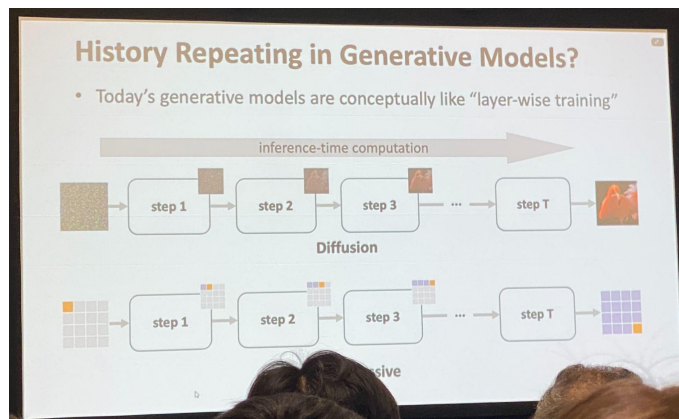 History Repeating in Generative Models?
• Today's generative models are conceptually like “layer-wise training”
inference-time computation
step 1 step 2 step 3 ... step T
Diffusion
step 1 step 2 step 3 ... step T